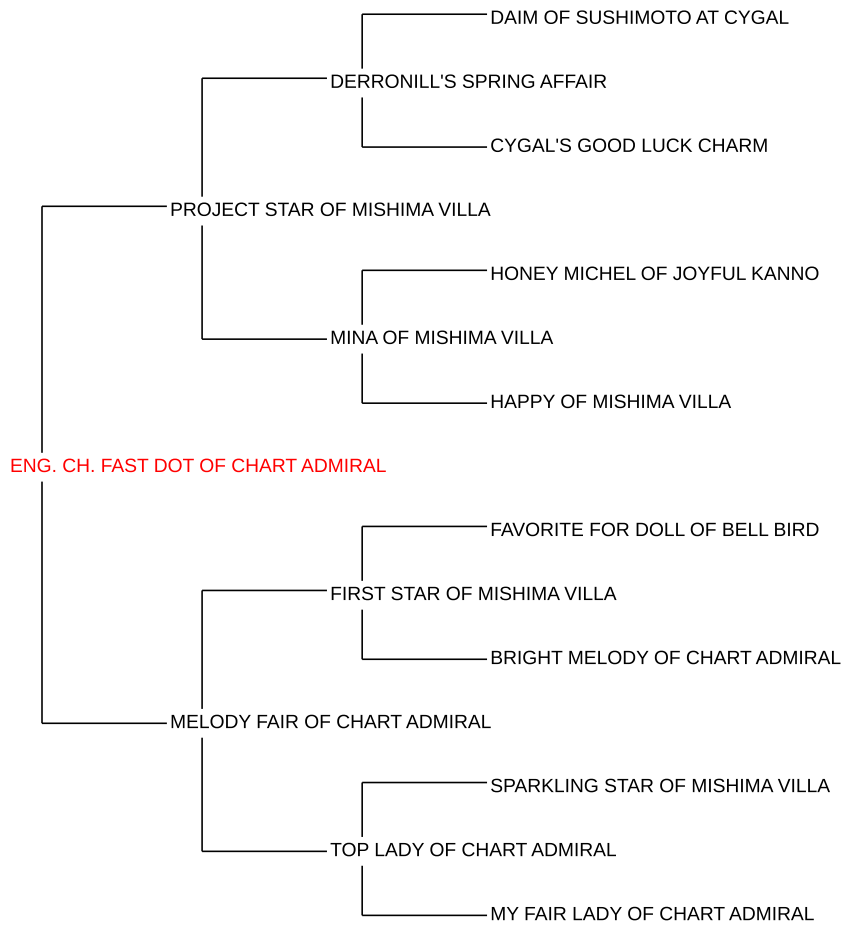 DAIM OF SUSHIMOTO AT CYGAL
DERRONILL'S SPRING AFFAIR
CYGAL'S GOOD LUCK CHARM
PROJECT STAR OF MISHIMA VILLA
HONEY MICHEL OF JOYFUL KANNO
MINA OF MISHIMA VILLA
HAPPY OF MISHIMA VILLA
ENG. CH. FAST DOT OF CHART ADMIRAL
FAVORITE FOR DOLL OF BELL BIRD
FIRST STAR OF MISHIMA VILLA
BRIGHT MELODY OF CHART ADMIRAL
MELODY FAIR OF CHART ADMIRAL
SPARKLING STAR OF MISHIMA VILLA
TOP LADY OF CHART ADMIRAL
MY FAIR LADY OF CHART ADMIRAL